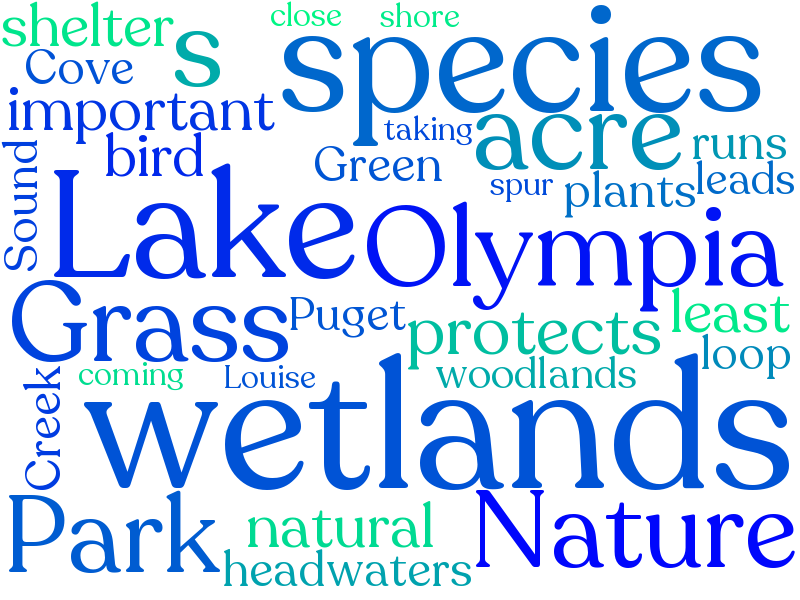 close shore
shelter s species
Cove
important taking acre runs
bird Green spur plants leads
Sound
Lake Olympia
Grass Puget protects least
loop
coming Louise woodlands
Creek wetlands
Park natural Nature
headwaters